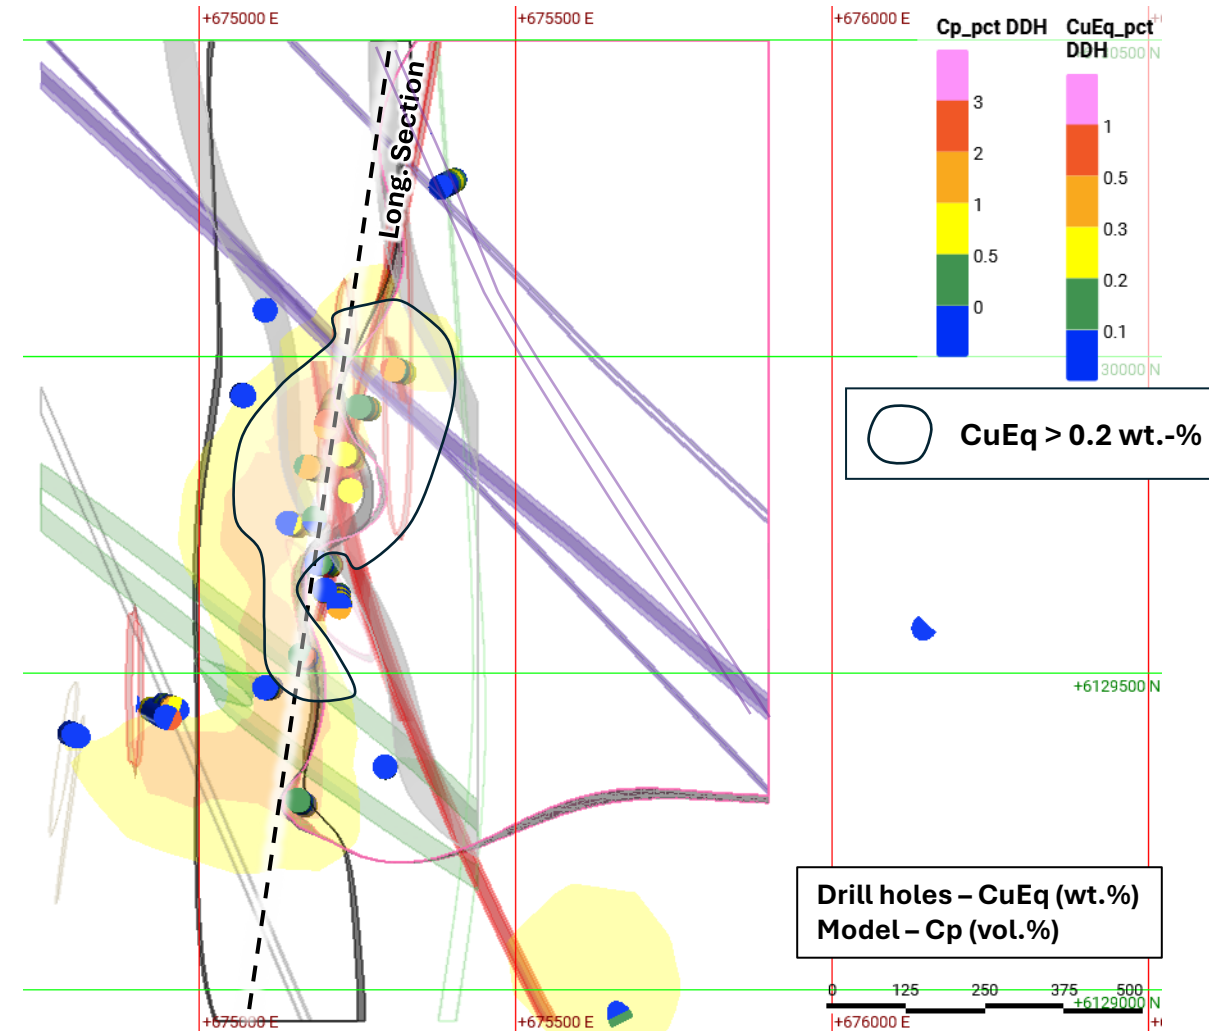 +675000 E
+675500 E
+676000 E
Cp_pct DDH
CuEq_pct
DDH
3
2
1
0.5
0
1
0.5
0.3
0.2
0.1
Long. Section
30000 N
CuEq > 0.2 wt.-%
+6129500 N
Drill holes – CuEq (wt.%)
Model – Cp (vol.%)
0
125
250
375
500
+6129000 N
+675000 E
+675500 E
+676000 E